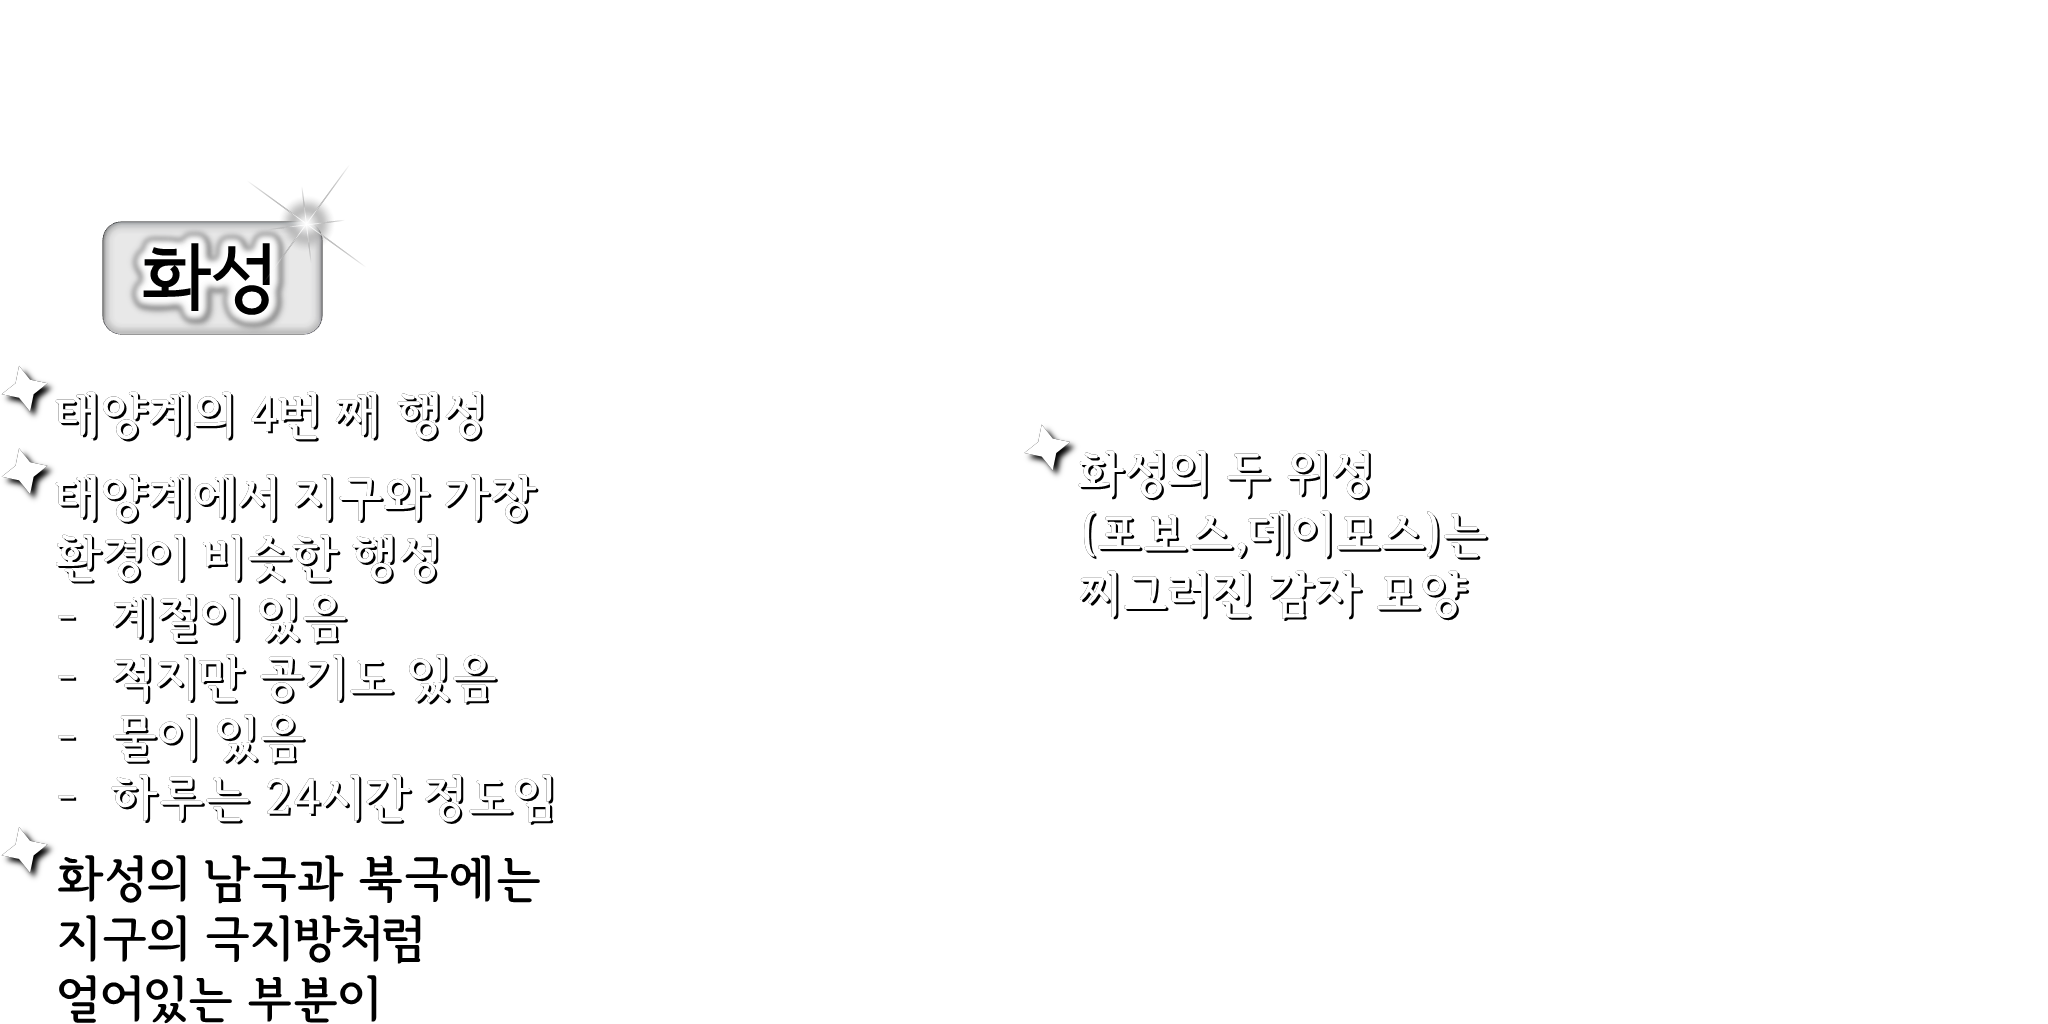 화성
태양계의 4번 째 행성
태양계에서 지구와 가장
환경이 비슷한 행성
- 계절이 있음
- 적지만 공기도 있음
- 물이 있음
- 하루는 24시간 정도임
화성의 남극과 북극에는
지구의 극지방처럼
얼어있는 부분이
화성의 두 위성
(포보스,데이모스)는
찌그러진 감자 모양